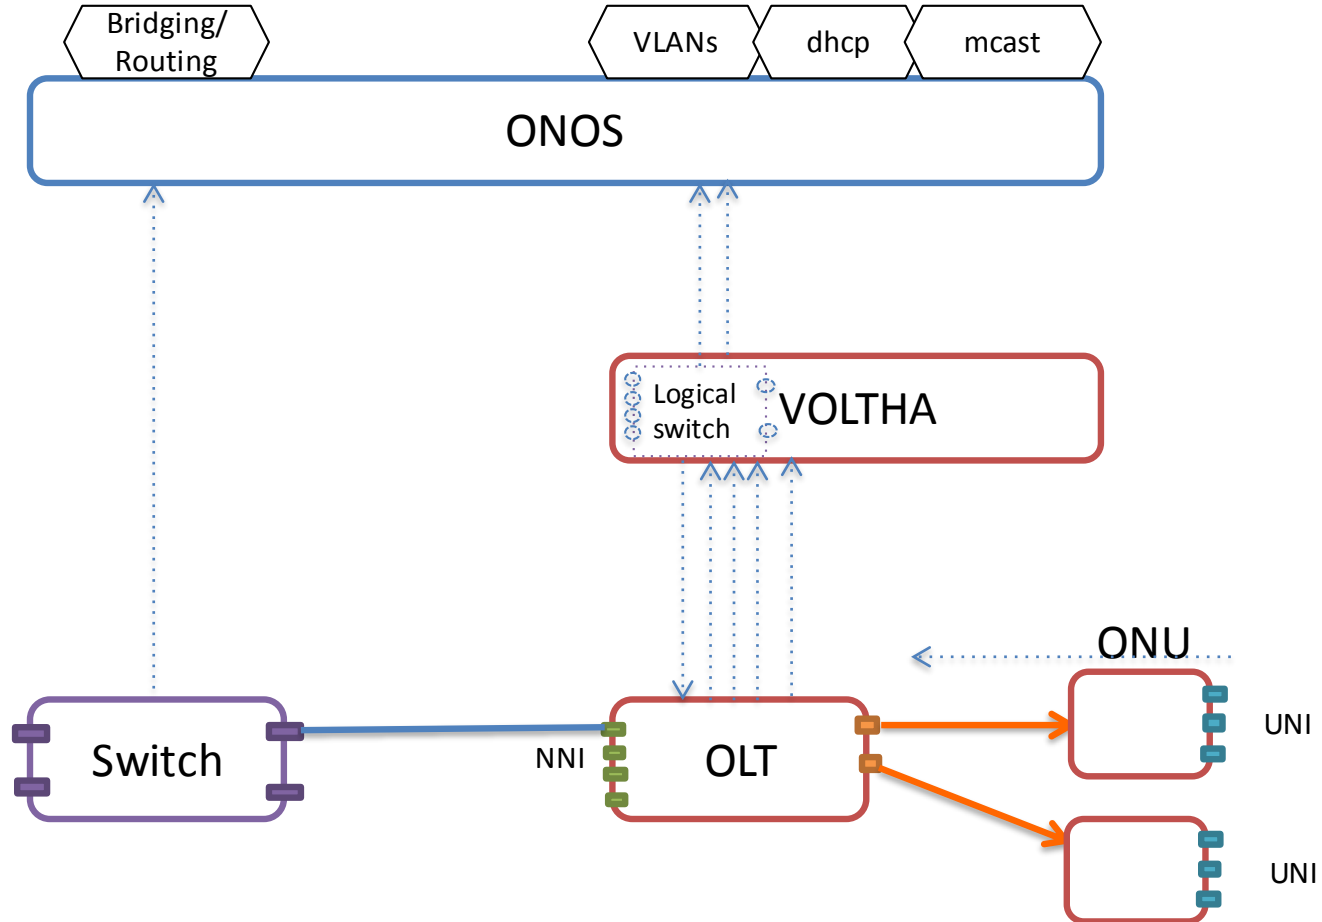 Bridging/
Routing
VLANs
dhcp
mcast
ONOS
Logical
switch
VOLTHA
ONU
Switch
NNI
OLT
UNI
UNI